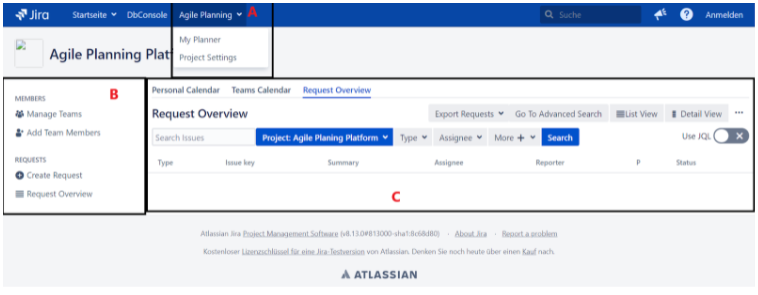 Jira Startseite DbConsole Agile Planning A Suche Anmelden
My Planner
Project Settings
Agile Planning Plat
MEMBERS B
Manage Teams
Add Team Members
REQUESTS
Create Request
Request Overview
Personal Calendar Teams Calendar Request Overview
Request Overview Export Requests Go To Advanced Search List View Detail View ...
Search Issues Project: Agile Planing Platform Type Assignee More + Search Use JQL
Type Issue key Summary Assignee Reporter P Status
C
Atlassian Jira Project Management Software (v8.13.0#813000-sha1:8c68d80) · About Jira · Report a problem
Kostenloser Lizenzschlüssel für eine Jira-Testversion von Atlassian. Denken Sie noch heute über einen Kauf nach.
ATLASSIAN